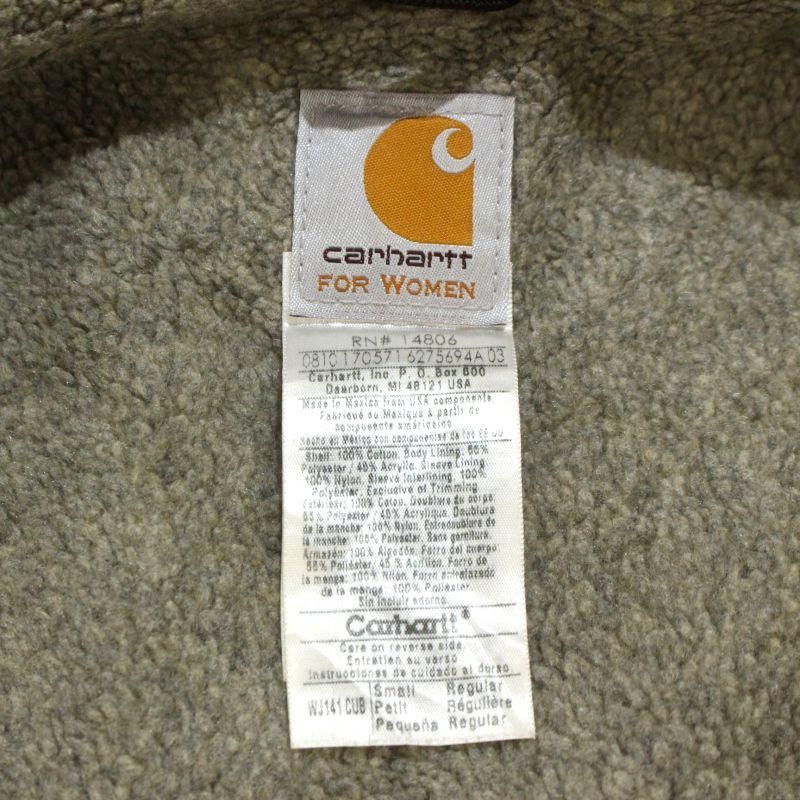 carhartt
FOR WOMEN
RN# 14806
0810170571 6275694A 03
Carhartt, Inc. P. O. Box 600
Dearborn, MI 48121 USA
Made in Mexico from USA components
Fabriqué au Mexique à partir de
composants américains
Hecho en México con componentes de los EE UU
Shell: 100% Cotton. Body Lining: 55%
Polyester / 45% Acrylic. Sleeve Lining
100% Nylon. Sleeve Interlining. 100%
Polyester, Exclusive of Trimming
Extérieur: 100% Coton. Doublure du corps:
55% Polyester / 45% Acrylique. Doublura
de la manche: 100% Nylon. Entredoublure de
la manche: 100% Polyester. Sans garniture.
Armazón: 100% Algodón. Forro del cuerpo:
55% Poliéster, 45 % Acrílico. Forro de
la manga: 100% Nylon. Forro entrelazado
de la manga: 100% Poliéster.
Sin incluir adorno.
Carhartt®
Care on reverse side
Entretien au verso
Instrucciones de cuidado al dorso
Small Regular
WJ141 CUB Petit Régulière
Pequeña Regular